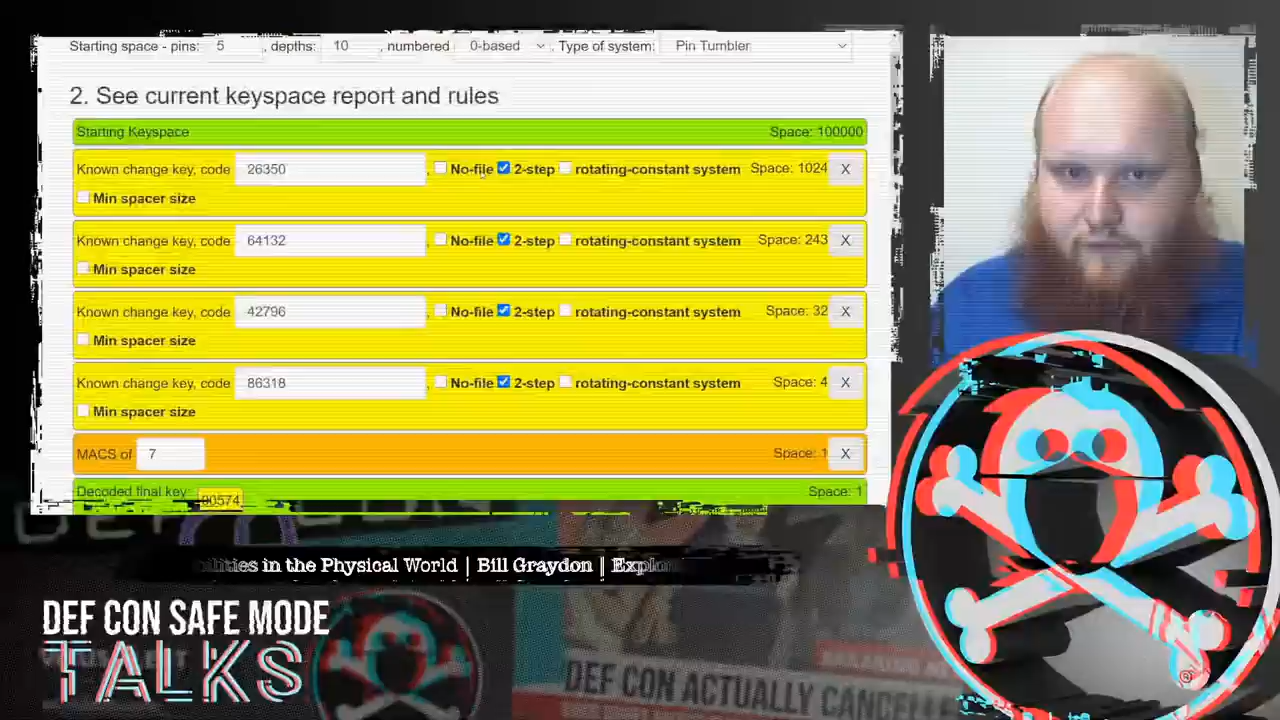 Starting space - pins: 5 , depths: 10 , numbered 0-based , Type of system: Pin Tumbler
2. See current keyspace report and rules
Starting Keyspace Space: 100000
Known change key, code 26350 , No-file 2-step rotating-constant system Space: 1024 X
Min spacer size
Known change key, code 64132 , No-file 2-step rotating-constant system Space: 243 X
Min spacer size
Known change key, code 42796 , No-file 2-step rotating-constant system Space: 32 X
Min spacer size
Known change key, code 86318 , No-file 2-step rotating-constant system Space: 4 X
Min spacer size
MACS of 7 Space: 1 X
Decoded final key: 90574 Space: 1
in the Physical World | Bill Graydon ||
DEF CON SAFE MODE
TALKS
DEF CON ACTUALLY